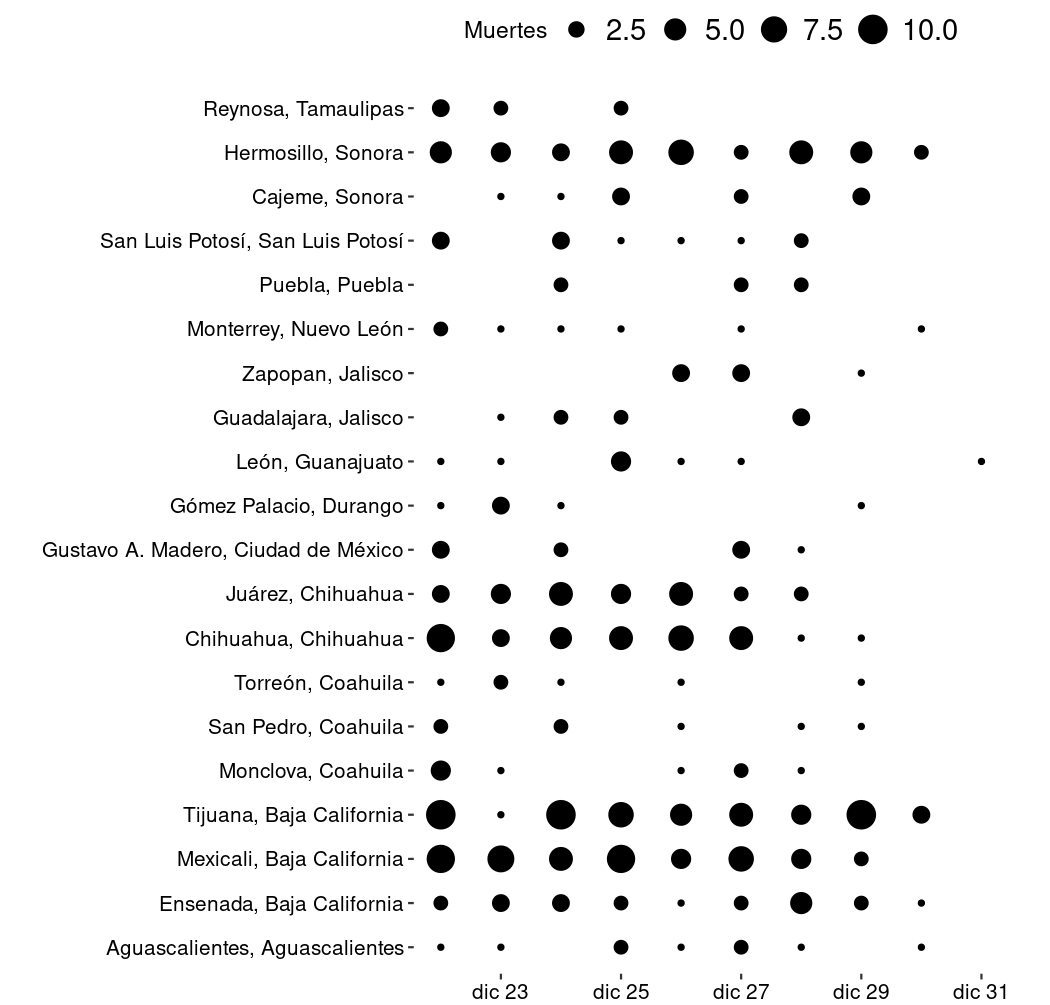 Muertes 2.5 5.0 7.5 10.0
Reynosa, Tamaulipas
Hermosillo, Sonora
Cajeme, Sonora
San Luis Potosí, San Luis Potosí
Puebla, Puebla
Monterrey, Nuevo León
Zapopan, Jalisco
Guadalajara, Jalisco
León, Guanajuato
Gómez Palacio, Durango
Gustavo A. Madero, Ciudad de México
Juárez, Chihuahua
Chihuahua, Chihuahua
Torreón, Coahuila
San Pedro, Coahuila
Monclova, Coahuila
Tijuana, Baja California
Mexicali, Baja California
Ensenada, Baja California
Aguascalientes, Aguascalientes
dic 23 dic 25 dic 27 dic 29 dic 31